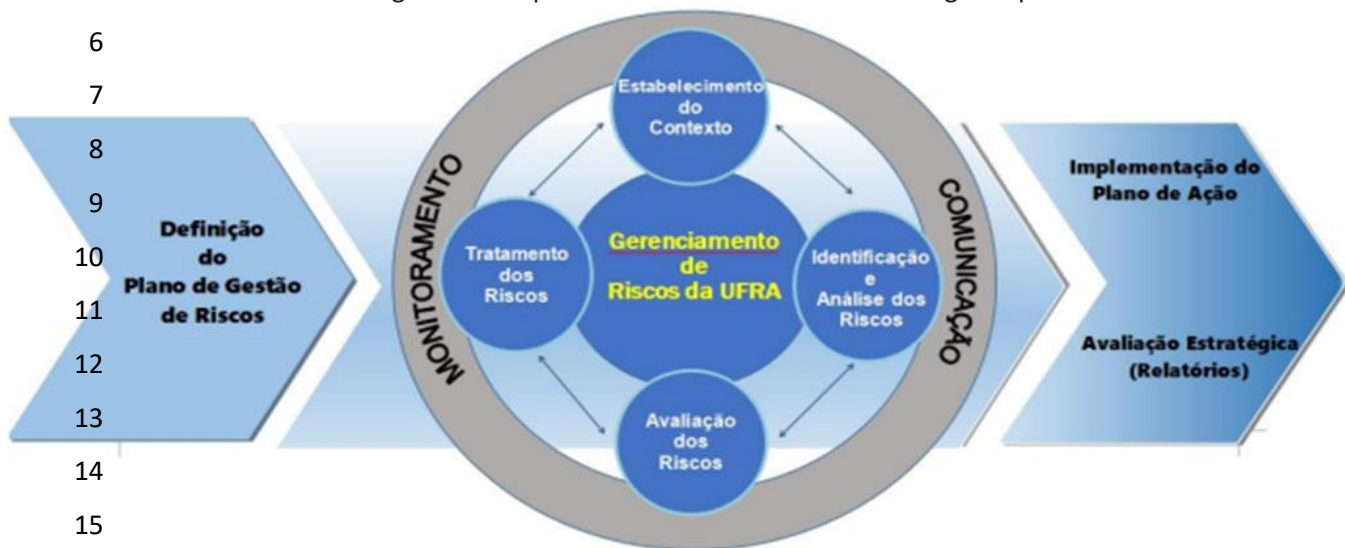 6
7
8
9
10
11
12
13
14
15
Definição
do
Plano de Gestão
de Riscos
MONITORAMENTO
Estabelecimento
do
Contexto
Tratamento
dos
Riscos
Gerenciamento
de
Riscos da UFRA
Identificação
e
Análise dos
Riscos
Avaliação
dos
Riscos
COMUNICAÇÃO
Implementação do
Plano de Ação
Avaliação Estratégica
(Relatórios)